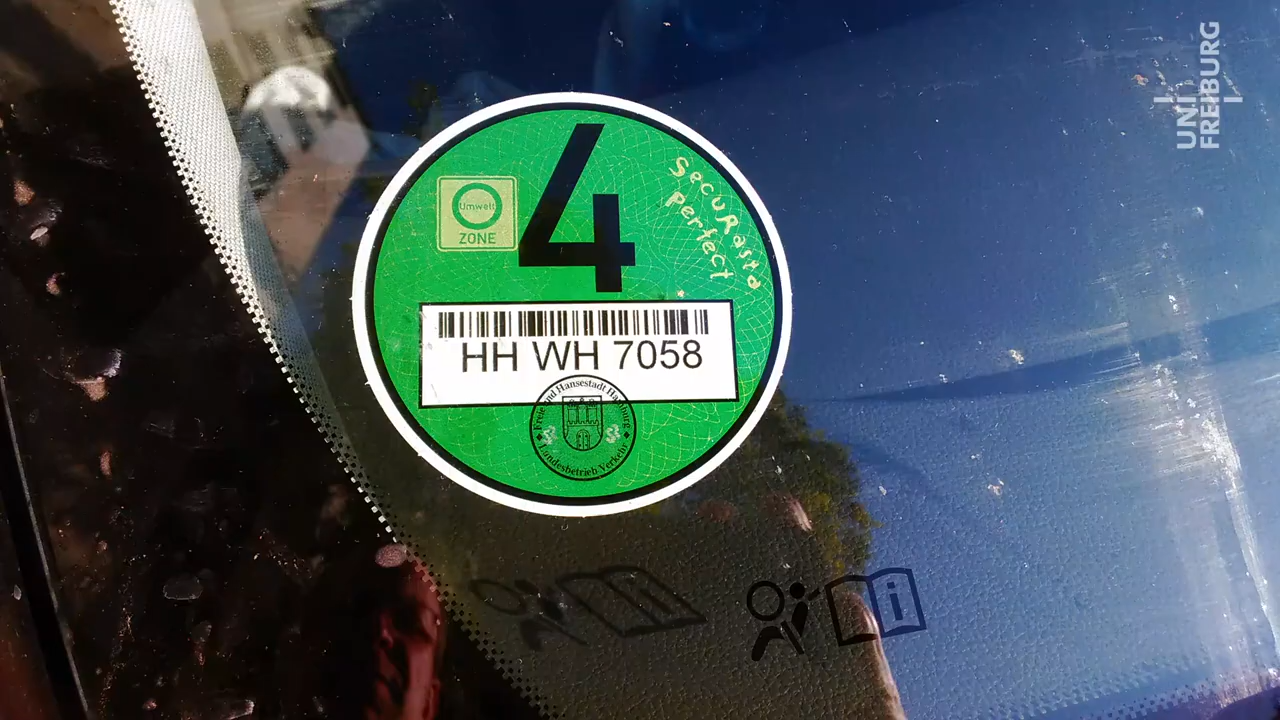 4
Umwelt
ZONE
SecuRasta
Perfect
HH WH 7058
Freie und Hansestadt Hamburg
Landesbetrieb Verkehr
i
UNI
FREIBURG